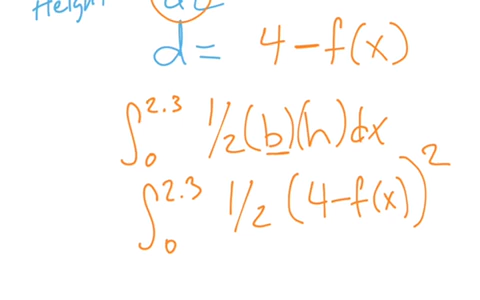 Height
d = 4 - f(x)
∫₀^2.3 1/2 (b)(h) dx
∫₀^2.3 1/2 (4 - f(x))²